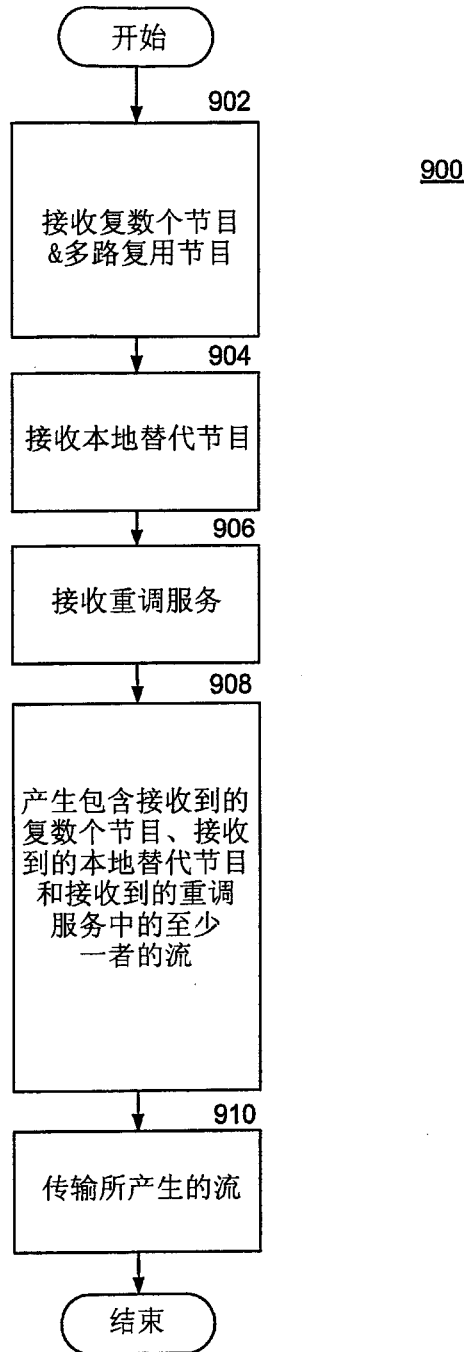 开始
902
900
接收复数个节目
&多路复用节目
904
接收本地替代节目
906
接收重调服务
908
产生包含接收到的
复数个节目、接收
到的本地替代节目
和接收到的重调
服务中的至少
一者的流
910
传输所产生的流
结束